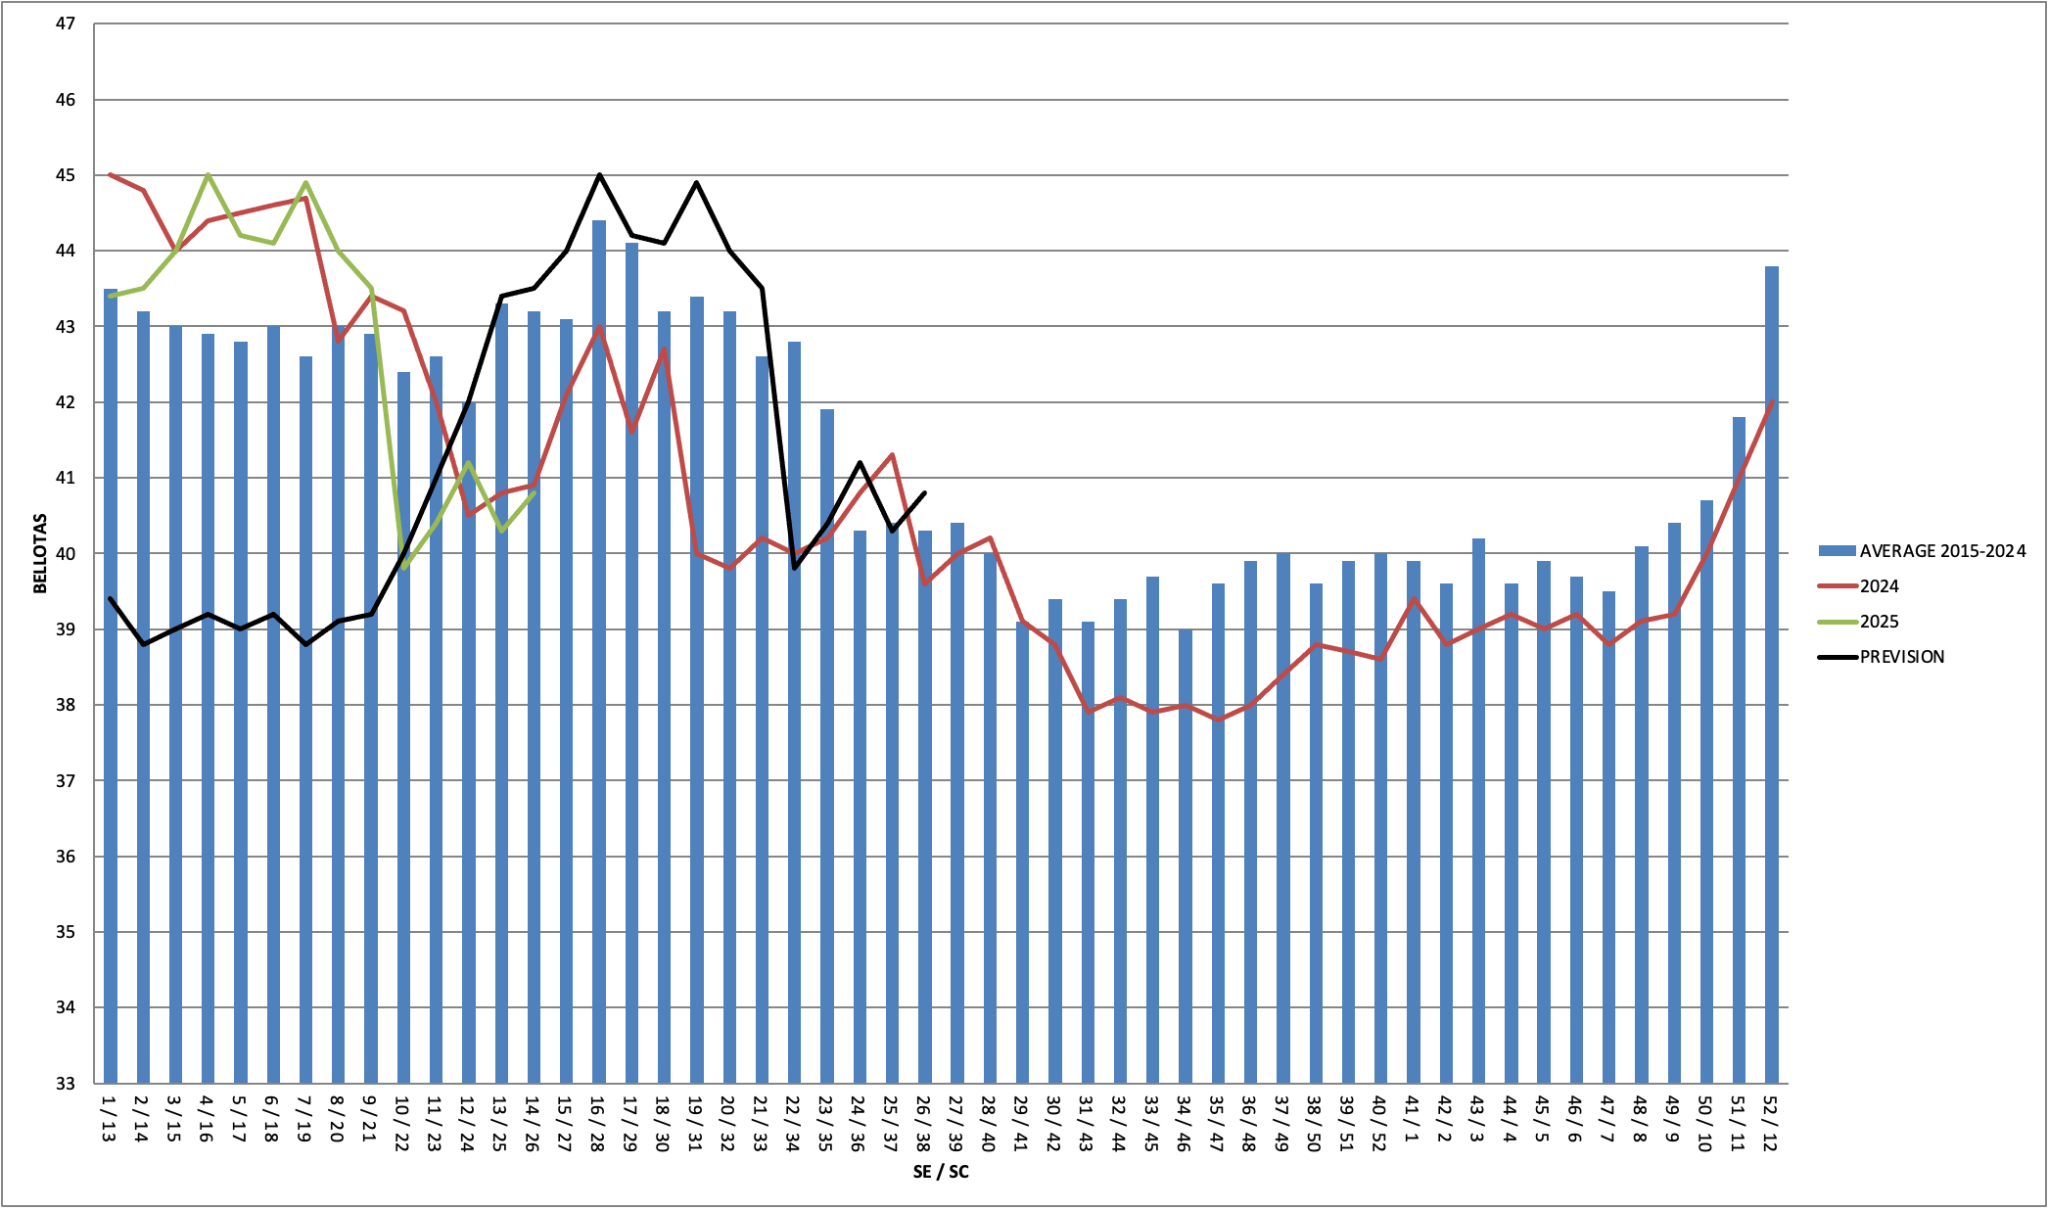 47
46
45
44
43
42
41
40
39
38
37
36
35
34
33
BELLOTAS
1 / 13
2 / 14
3 / 15
4 / 16
5 / 17
6 / 18
7 / 19
8 / 20
9 / 21
10 / 22
11 / 23
12 / 24
13 / 25
14 / 26
15 / 27
16 / 28
17 / 29
18 / 30
19 / 31
20 / 32
21 / 33
22 / 34
23 / 35
24 / 36
25 / 37
26 / 38
27 / 39
28 / 40
29 / 41
30 / 42
31 / 43
32 / 44
33 / 45
34 / 46
35 / 47
36 / 48
37 / 49
38 / 50
39 / 51
40 / 52
41 / 1
42 / 2
43 / 3
44 / 4
45 / 5
46 / 6
47 / 7
48 / 8
49 / 9
50 / 10
51 / 11
52 / 12
SE / SC
AVERAGE 2015-2024
2024
2025
PREVISION